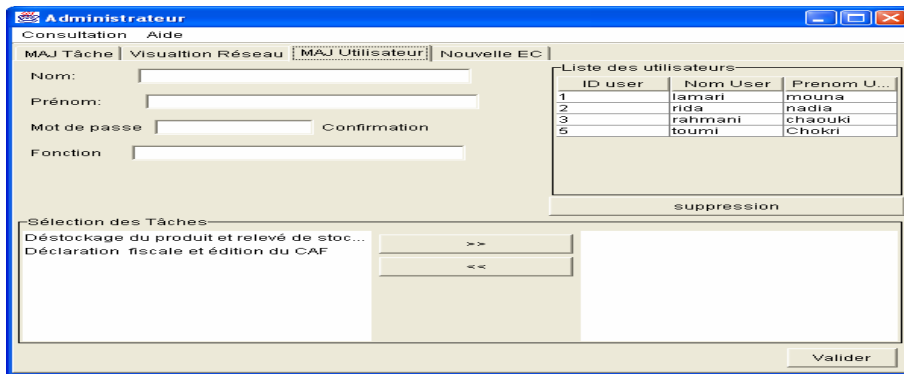 Administrateur
Consultation Aide
MAJ Tâche Visualtion Réseau MAJ Utilisateur Nouvelle EC
Nom:
Prénom:
Mot de passe Confirmation
Fonction
Liste des utilisateurs
ID user Nom User Prenom U...
1 lamari mouna
2 rida nadia
3 rahmani chaouki
5 toumi Chokri
suppression
Sélection des Tâches
Déstockage du produit et relevé de stoc...
Déclaration fiscale et édition du CAF
>>
<<
Valider